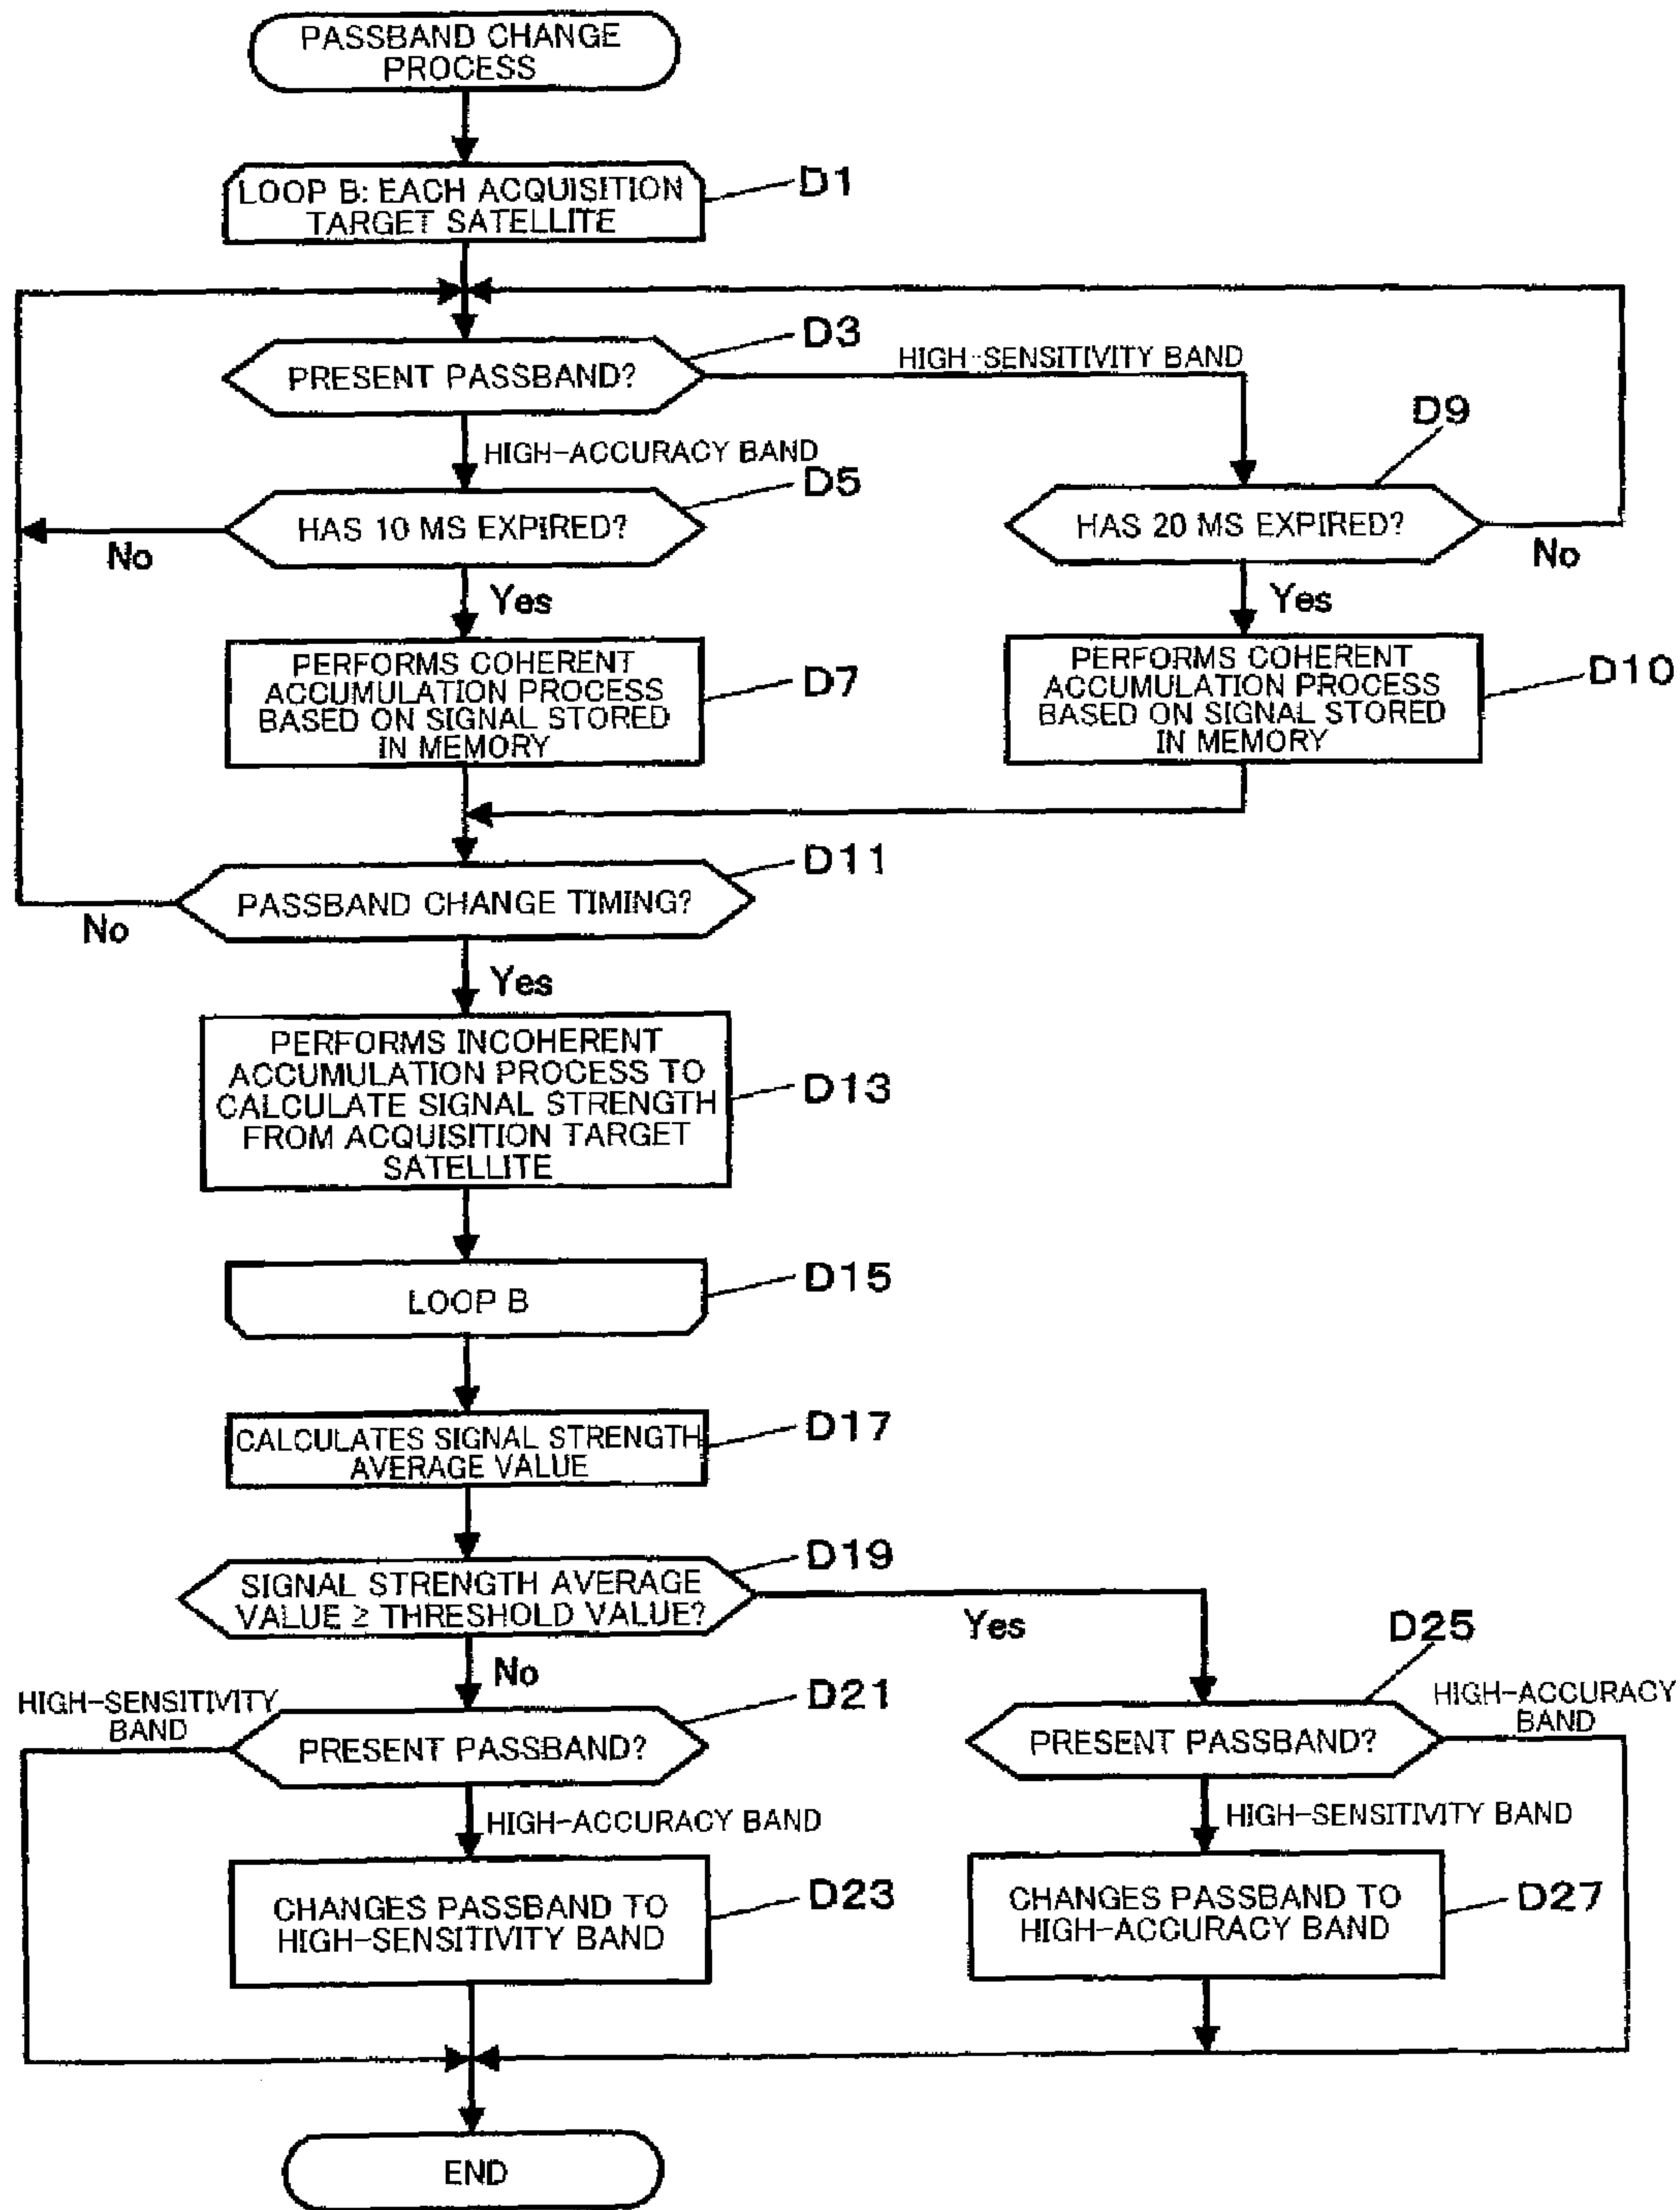 PASSBAND CHANGE
PROCESS
LOOP B: EACH ACQUISITION
TARGET SATELLITE
D1
PRESENT PASSBAND?
D3
HIGH-SENSITIVITY BAND
HIGH-ACCURACY BAND
HAS 10 MS EXPIRED?
D5
No
Yes
HAS 20 MS EXPIRED?
D9
No
Yes
PERFORMS COHERENT
ACCUMULATION PROCESS
BASED ON SIGNAL STORED
IN MEMORY
D7
PERFORMS COHERENT
ACCUMULATION PROCESS
BASED ON SIGNAL STORED
IN MEMORY
D10
PASSBAND CHANGE TIMING?
D11
No
Yes
PERFORMS INCOHERENT
ACCUMULATION PROCESS TO
CALCULATE SIGNAL STRENGTH
FROM ACQUISITION TARGET
SATELLITE
D13
LOOP B
D15
CALCULATES SIGNAL STRENGTH
AVERAGE VALUE
D17
SIGNAL STRENGTH AVERAGE
VALUE ≥ THRESHOLD VALUE?
D19
Yes
No
HIGH-SENSITIVITY
BAND
PRESENT PASSBAND?
D21
HIGH-ACCURACY BAND
PRESENT PASSBAND?
D25
HIGH-ACCURACY
BAND
HIGH-SENSITIVITY BAND
CHANGES PASSBAND TO
HIGH-SENSITIVITY BAND
D23
CHANGES PASSBAND TO
HIGH-ACCURACY BAND
D27
END